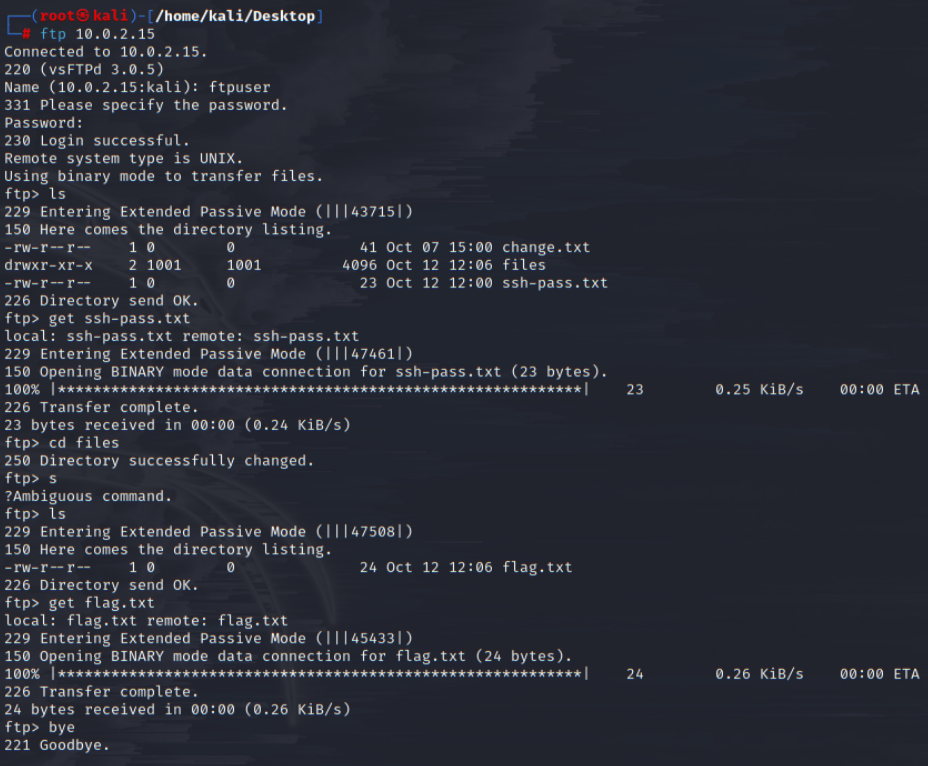 ┌──(root㉿kali)-[/home/kali/Desktop]
└─# ftp 10.0.2.15
Connected to 10.0.2.15.
220 (vsFTPd 3.0.5)
Name (10.0.2.15:kali): ftpuser
331 Please specify the password.
Password:
230 Login successful.
Remote system type is UNIX.
Using binary mode to transfer files.
ftp> ls
229 Entering Extended Passive Mode (|||43715|)
150 Here comes the directory listing.
-rw-r--r--    1 0        0              41 Oct 07 15:00 change.txt
drwxr-xr-x    2 1001     1001         4096 Oct 12 12:06 files
-rw-r--r--    1 0        0              23 Oct 12 12:00 ssh-pass.txt
226 Directory send OK.
ftp> get ssh-pass.txt
local: ssh-pass.txt remote: ssh-pass.txt
229 Entering Extended Passive Mode (|||47461|)
150 Opening BINARY mode data connection for ssh-pass.txt (23 bytes).
100% |***********************************************************|    23        0.25 KiB/s    00:00 ETA
226 Transfer complete.
23 bytes received in 00:00 (0.24 KiB/s)
ftp> cd files
250 Directory successfully changed.
ftp> s
?Ambiguous command.
ftp> ls
229 Entering Extended Passive Mode (|||47508|)
150 Here comes the directory listing.
-rw-r--r--    1 0        0              24 Oct 12 12:06 flag.txt
226 Directory send OK.
ftp> get flag.txt
local: flag.txt remote: flag.txt
229 Entering Extended Passive Mode (|||45433|)
150 Opening BINARY mode data connection for flag.txt (24 bytes).
100% |***********************************************************|    24        0.26 KiB/s    00:00 ETA
226 Transfer complete.
24 bytes received in 00:00 (0.26 KiB/s)
ftp> bye
221 Goodbye.